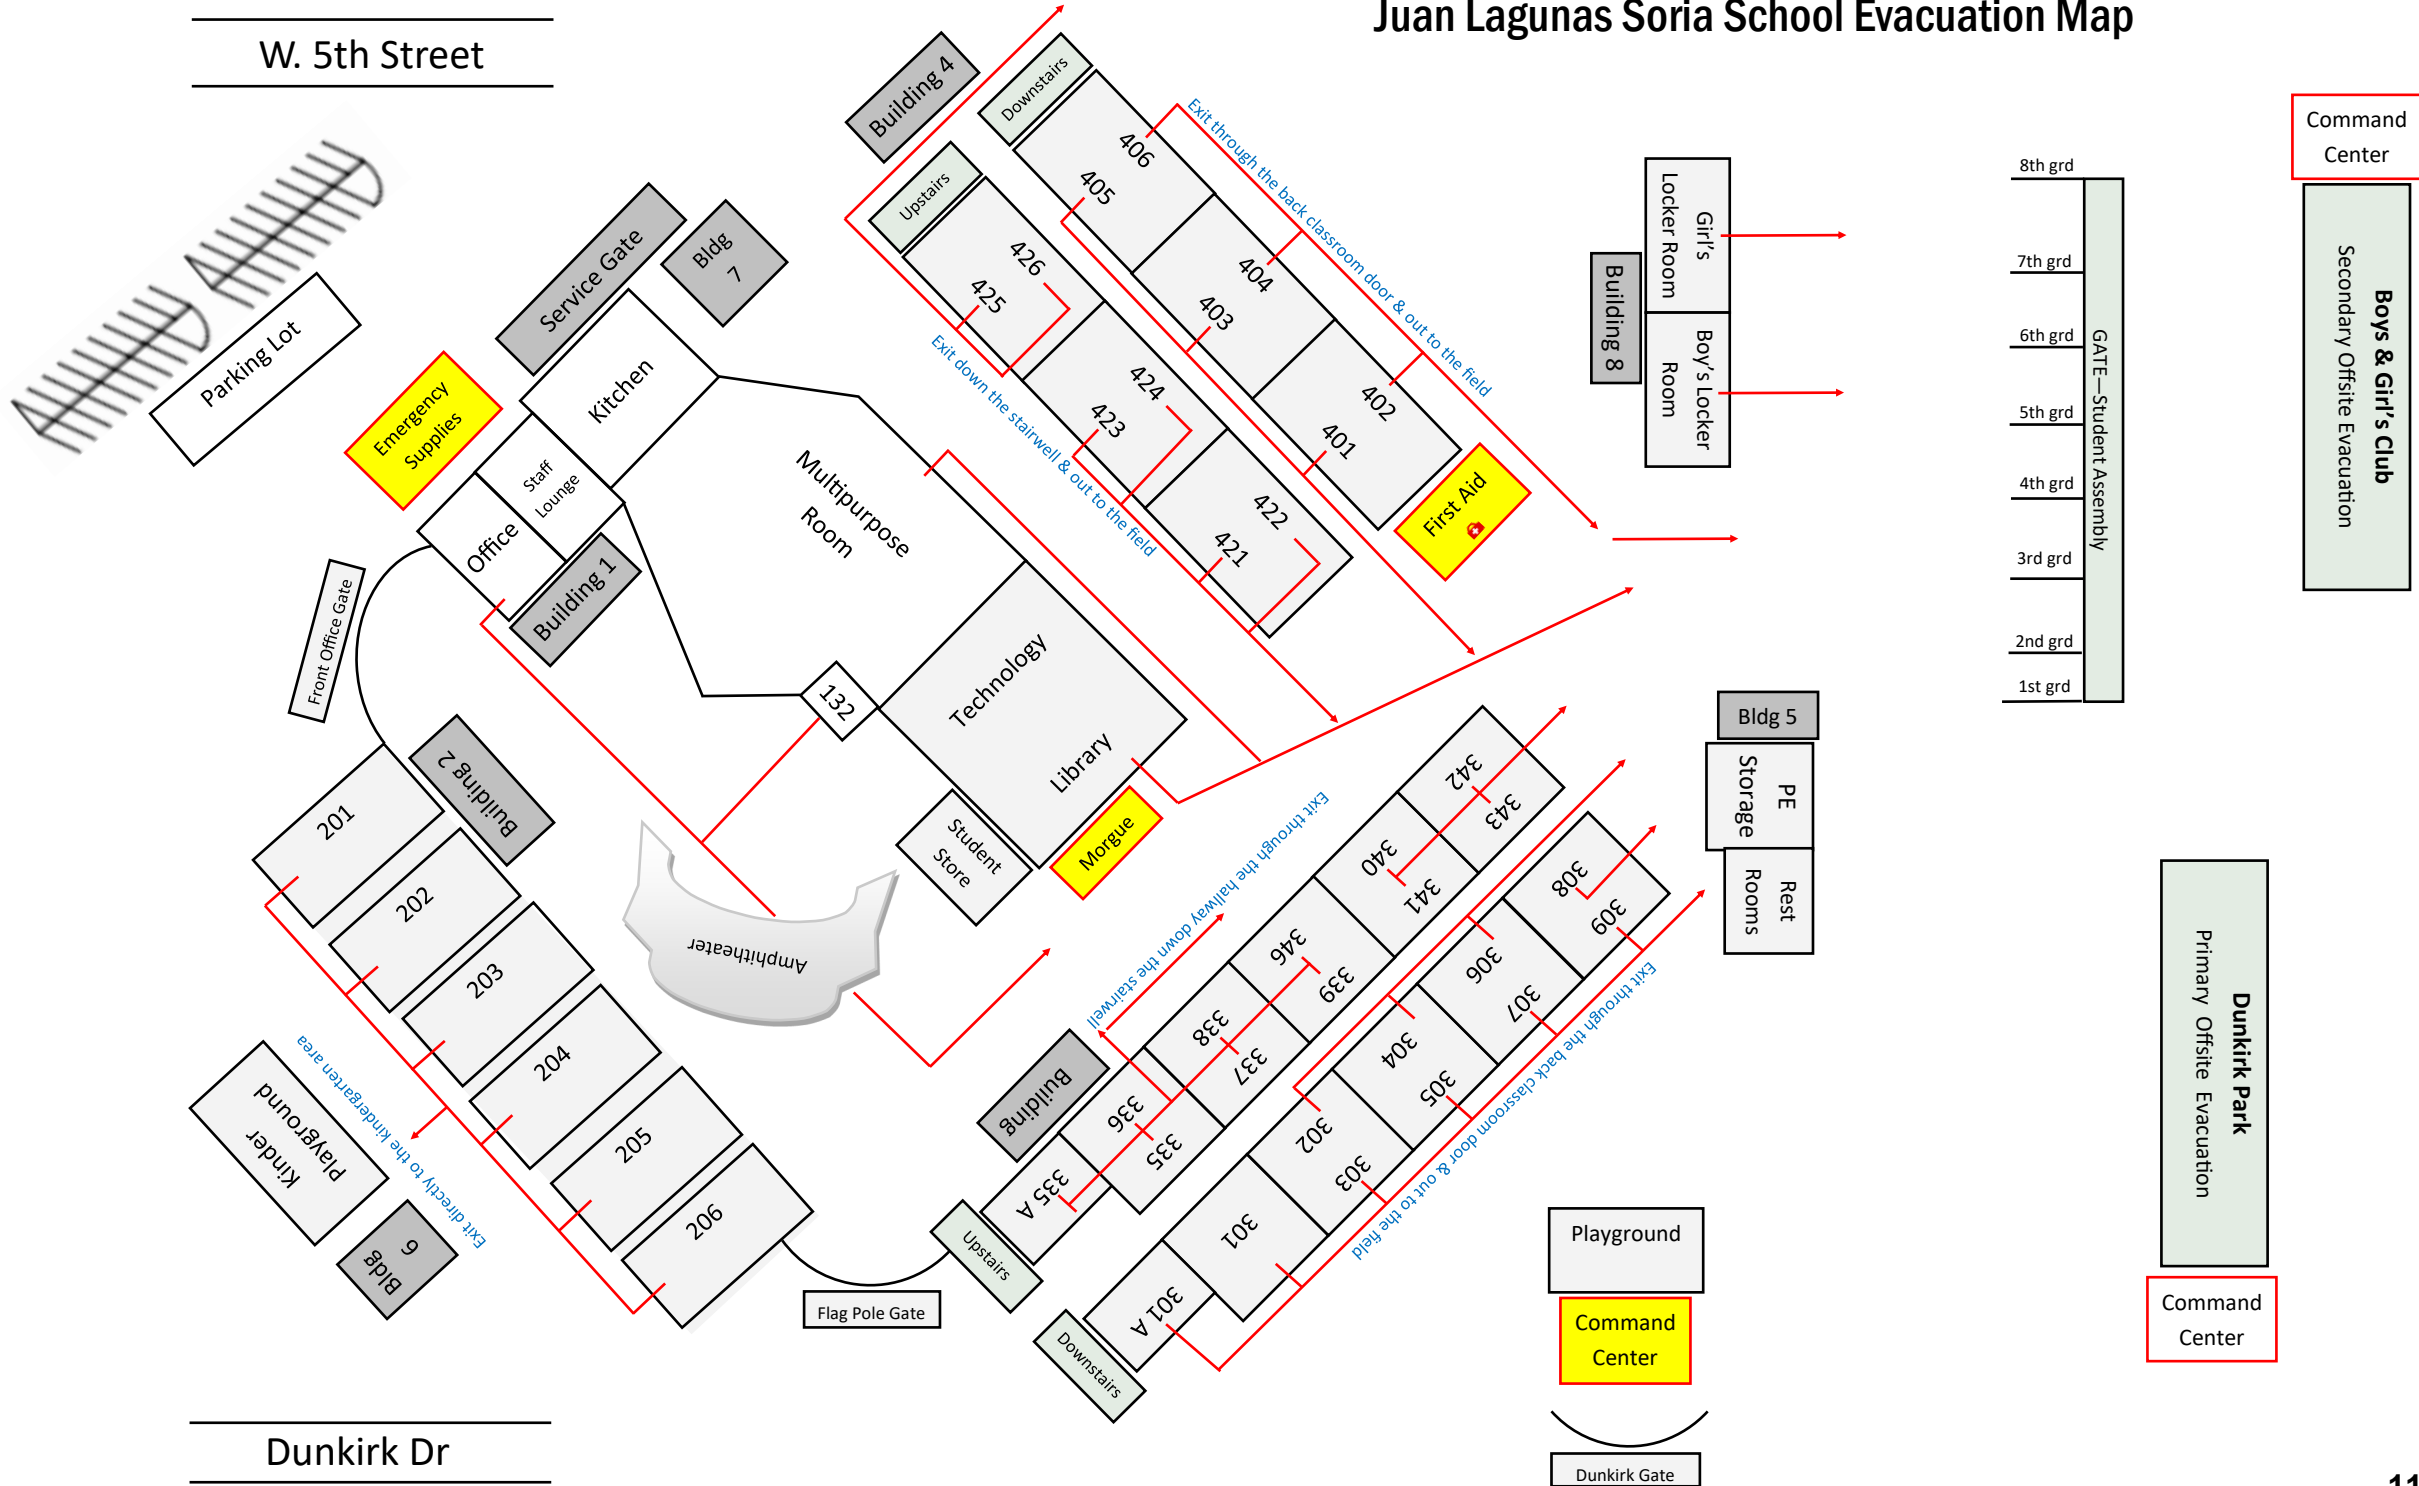 Juan Lagunas Soria School Evacuation Map
W. 5th Street
Parking Lot
Emergency
Supplies
Service Gate
Bldg
7
Kitchen
Staff
Lounge
Office
Building 1
Front Office Gate
Multipurpose
Room
132
Technology
Library
Student
Store
Morgue
Amphitheater
Building 4
Downstairs
406
405
404
403
402
401
Exit through the back classroom door & out to the field
Upstairs
426
425
424
423
422
421
Exit down the stairwell & out to the field
First Aid
Girl's
Locker Room
Boy's Locker
Room
Building 8
8th grd
7th grd
6th grd
5th grd
4th grd
3rd grd
2nd grd
1st grd
GATE—Student Assembly
Command
Center
Boys & Girl's Club
Secondary Offsite Evacuation
Building 2
201
202
203
204
205
206
Exit directly to the kindergarten area
Kinder
Playground
Bldg
6
Flag Pole Gate
Building
Upstairs
335 A
335
336
337
338
339
346
341
340
343
342
Exit through the hallway down the stairwell
Downstairs
301 A
301
302
303
304
305
306
307
308
309
Exit through the back classroom door & out to the field
Bldg 5
PE
Storage
Rest
Rooms
Playground
Command
Center
Dunkirk Gate
Dunkirk Park
Primary Offsite Evacuation
Command
Center
Dunkirk Dr
11